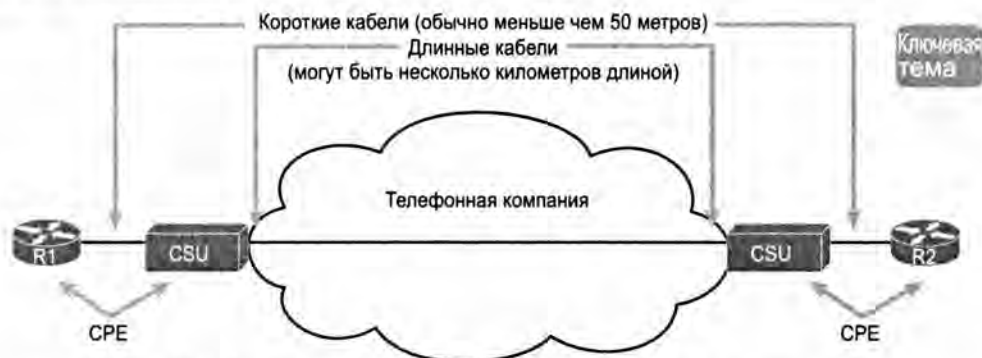 Короткие кабели (обычно меньше чем 50 метров)
Длинные кабели
(могут быть несколько километров длиной)
Ключевая
тема
Телефонная компания
R1
CSU
CSU
R2
CPE
CPE